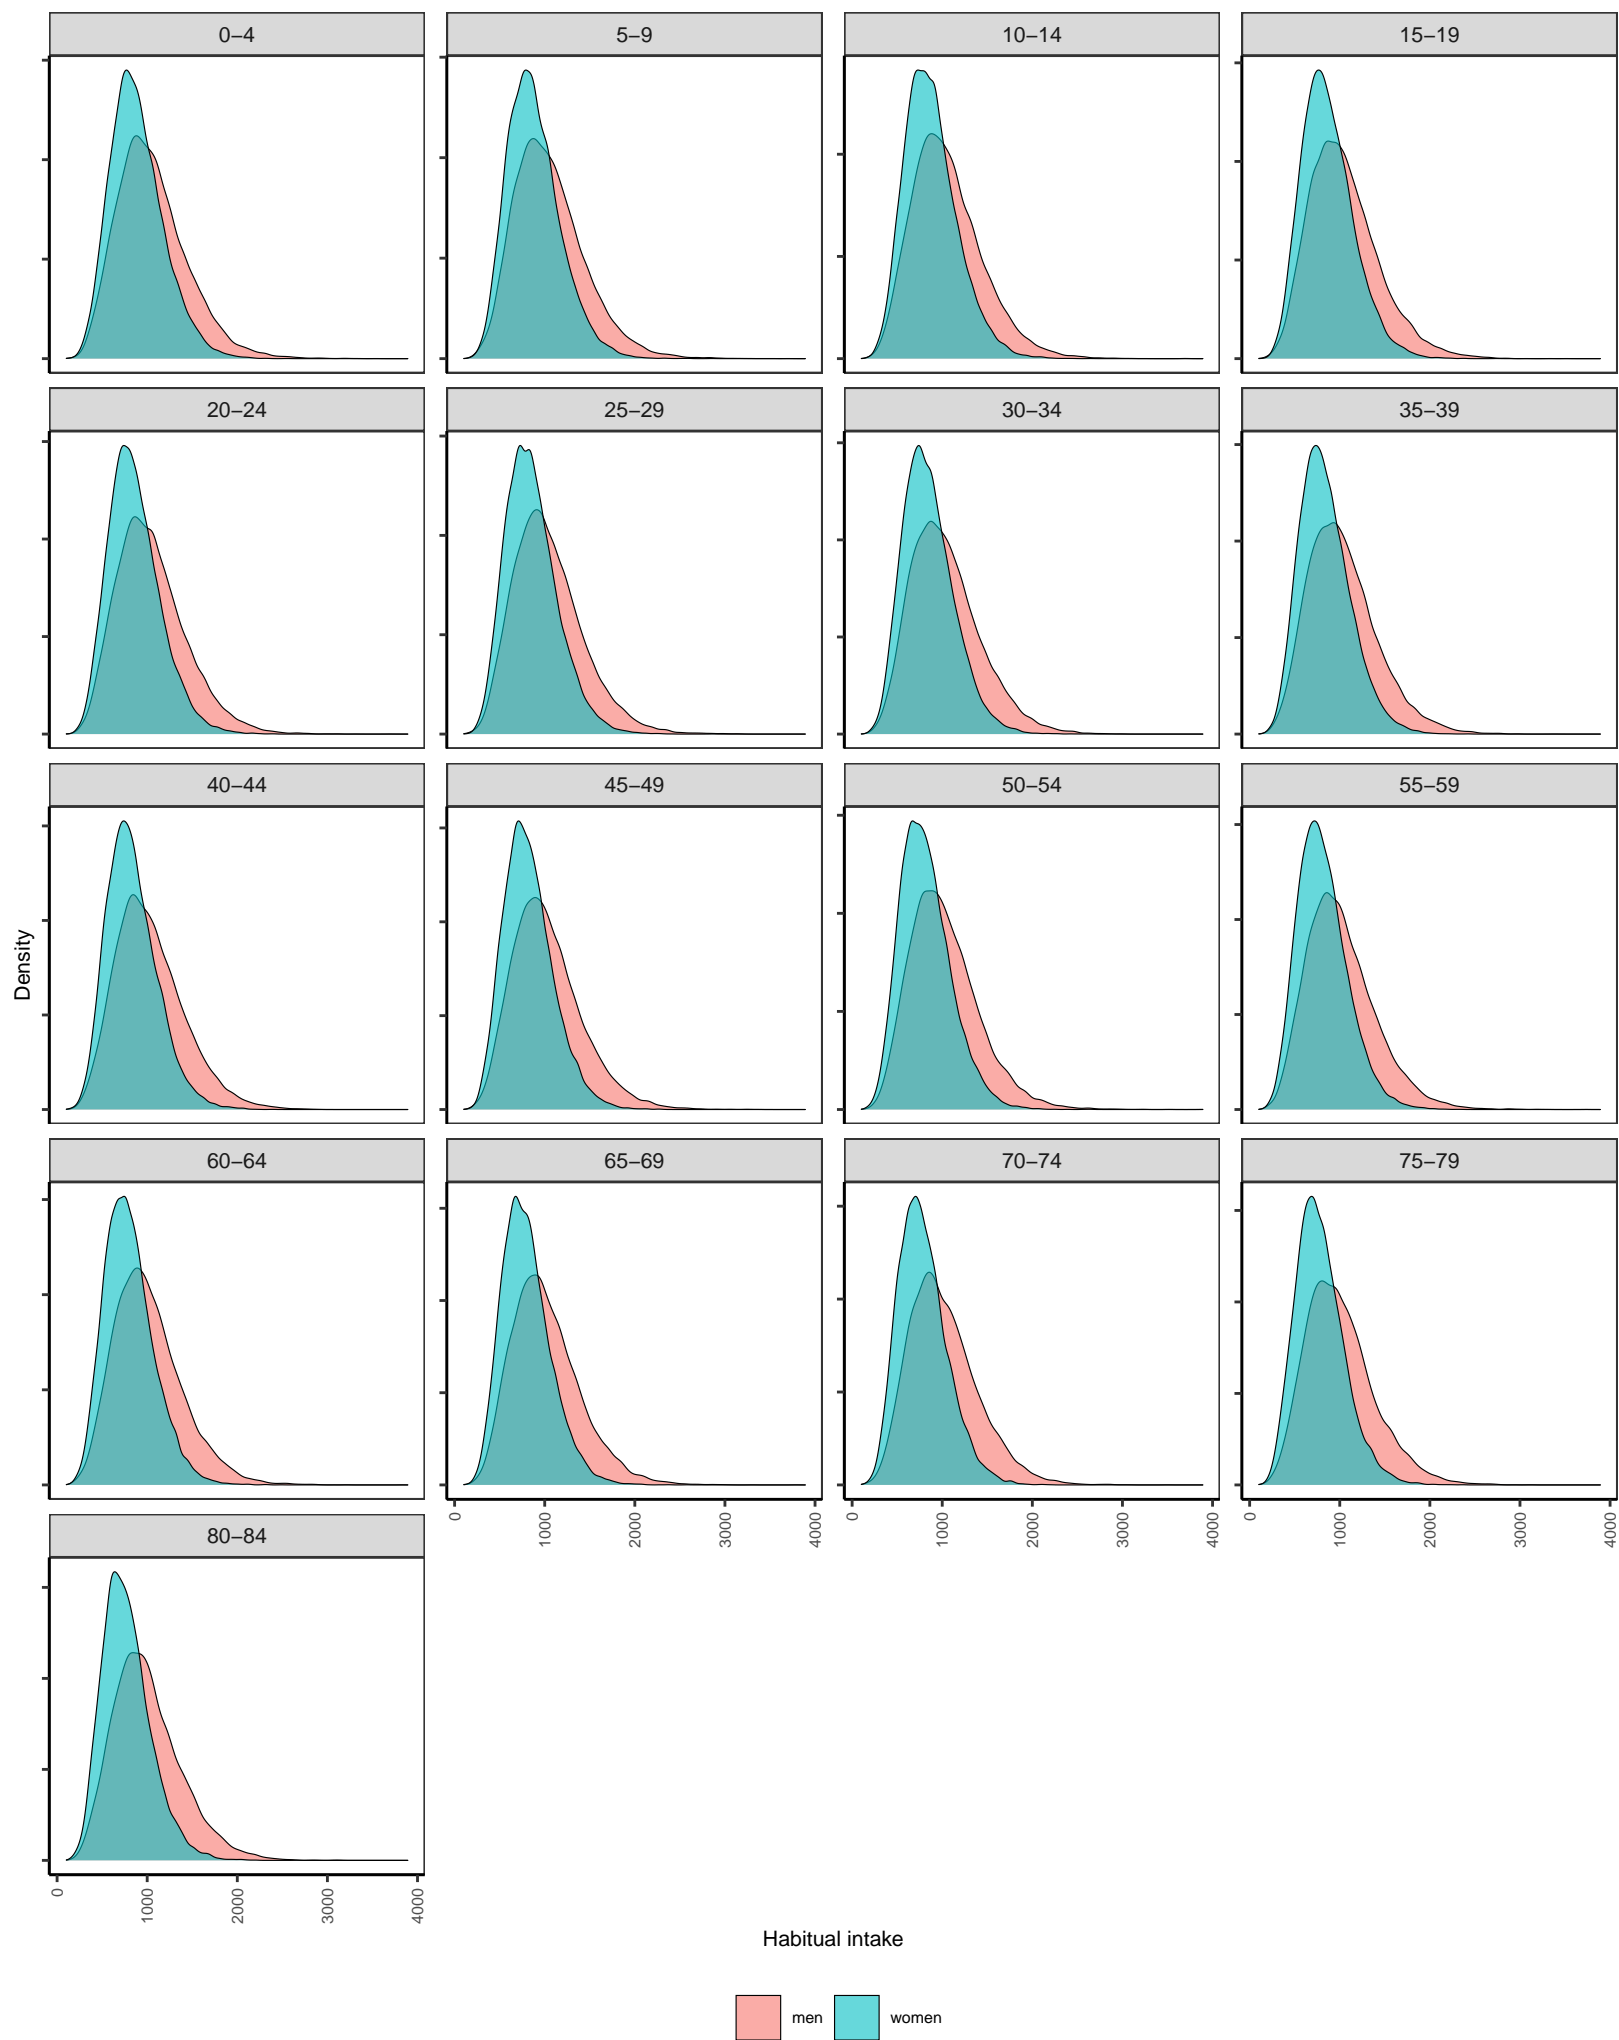 0–4 5–9 10–14 15–19
20–24 25–29 30–34 35–39
40–44 45–49 50–54 55–59
Density
60–64 65–69 70–74 75–79
0 1000 2000 3000 4000 0 1000 2000 3000 4000 0 1000 2000 3000 4000
80–84
0 1000 2000 3000 4000
Habitual intake
men women